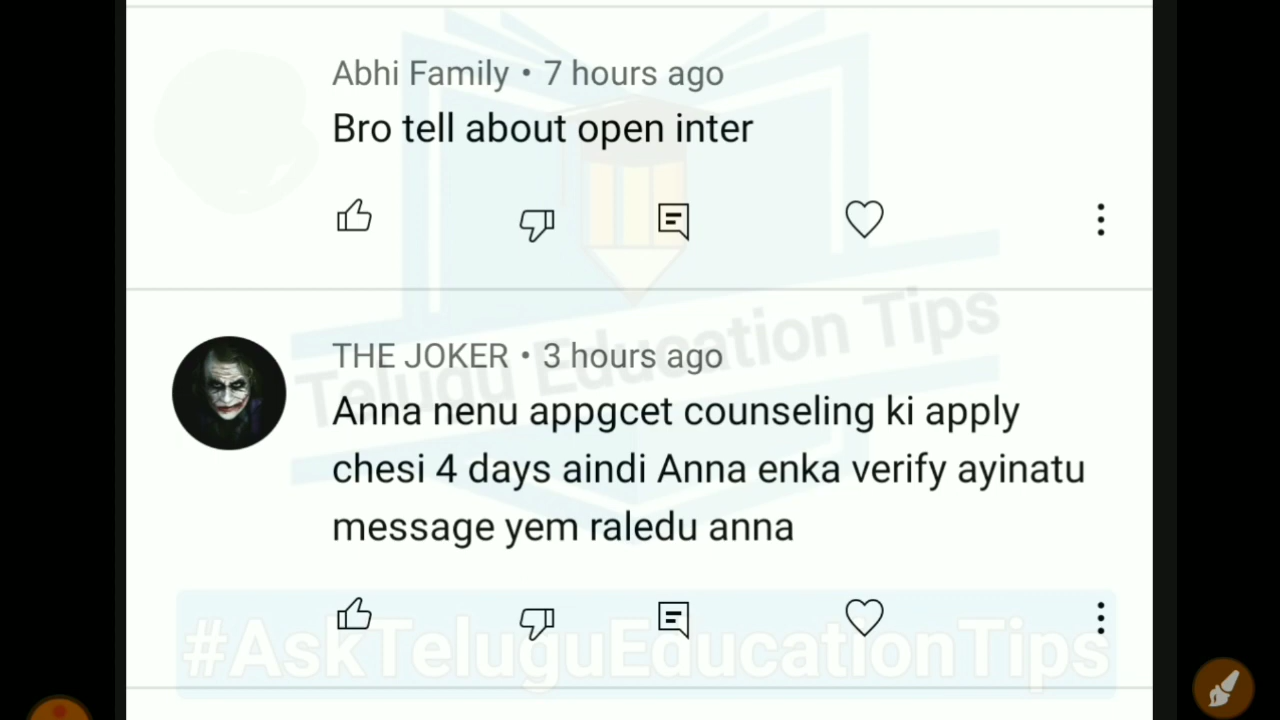 Abhi Family • 7 hours ago
Bro tell about open inter
THE JOKER • 3 hours ago
Telugu Education Tips
Anna nenu appgcet counseling ki apply
chesi 4 days aindi Anna enka verify ayinatu
message yem raledu anna
#AskTeluguEducationTips